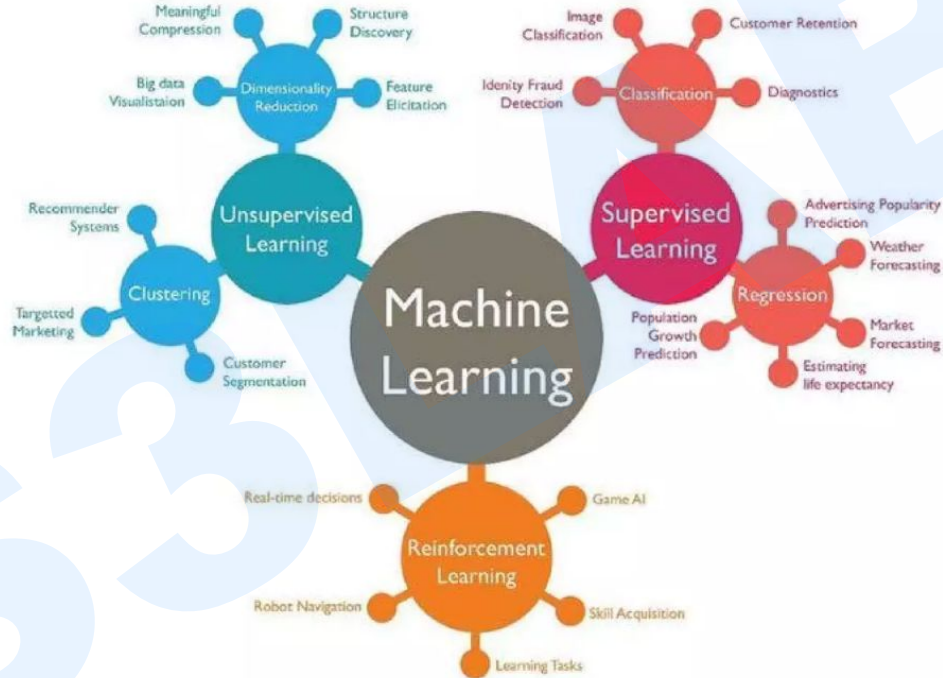 Meaningful
Compression
Structure
Discovery
Big data
Visualistaion
Dimensionality
Reduction
Feature
Elicitation
Recommender
Systems
Unsupervised
Learning
Clustering
Targetted
Marketing
Customer
Segmentation
Image
Classification
Customer Retention
Idenity Fraud
Detection
Classification
Diagnostics
Supervised
Learning
Advertising Popularity
Prediction
Weather
Forecasting
Regression
Population
Growth
Prediction
Market
Forecasting
Estimating
life expectancy
Machine
Learning
Real-time decisions
Game AI
Reinforcement
Learning
Robot Navigation
Skill Acquisition
Learning Tasks